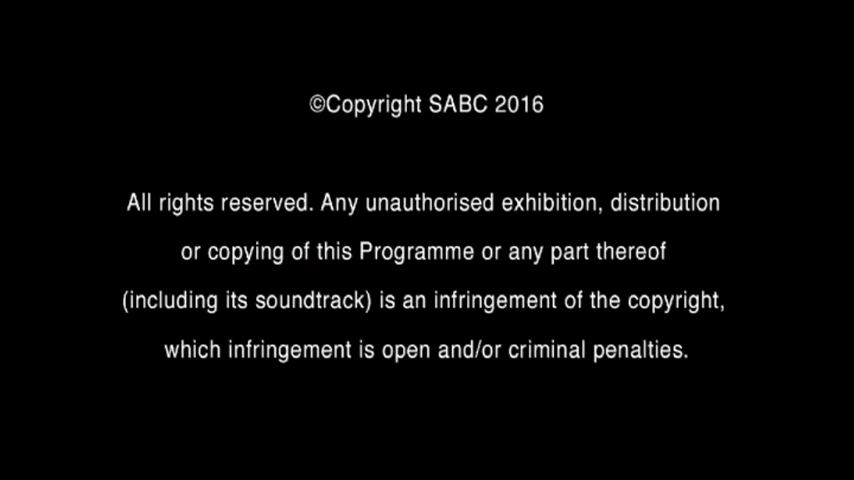 ©Copyright SABC 2016
All rights reserved. Any unauthorised exhibition, distribution
or copying of this Programme or any part thereof
(including its soundtrack) is an infringement of the copyright,
which infringement is open and/or criminal penalties.